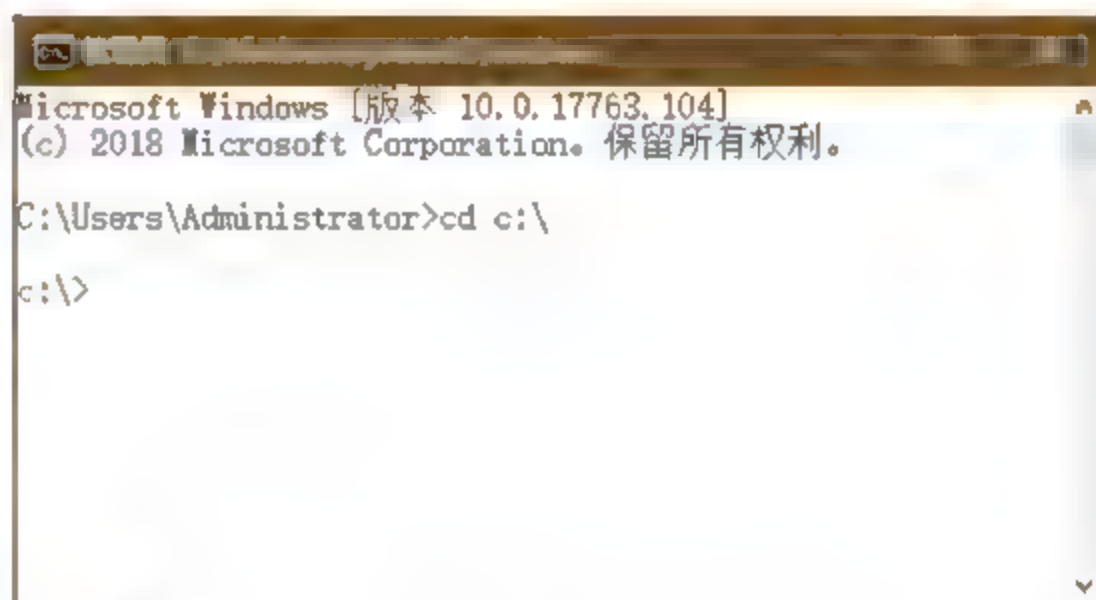 Microsoft Windows [版本 10.0.17763.104]
(c) 2018 Microsoft Corporation。保留所有权利。
C:\Users\Administrator>cd c:\
c:\>